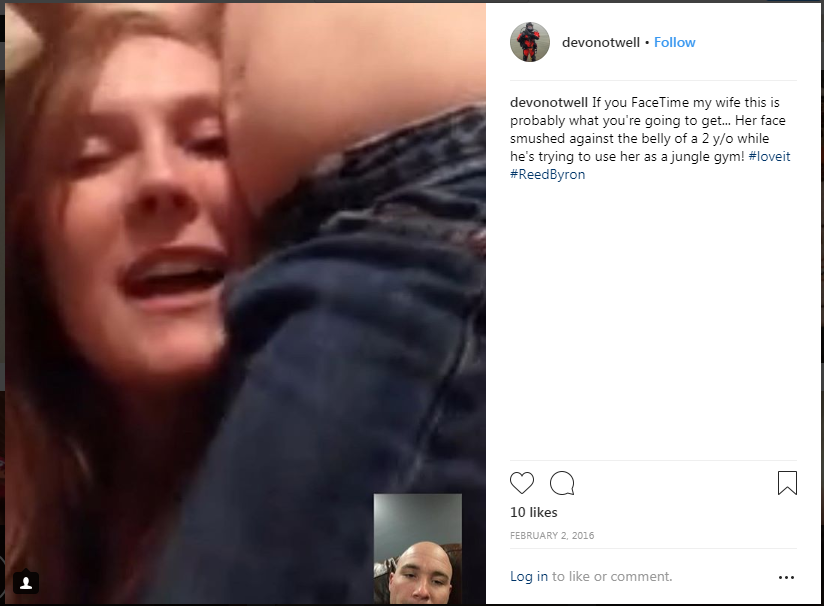 devonotwell • Follow
devonotwell If you FaceTime my wife this is
probably what you're going to get... Her face
smushed against the belly of a 2 y/o while
he's trying to use her as a jungle gym! #loveit
#ReedByron
10 likes
FEBRUARY 2, 2016
Log in to like or comment.